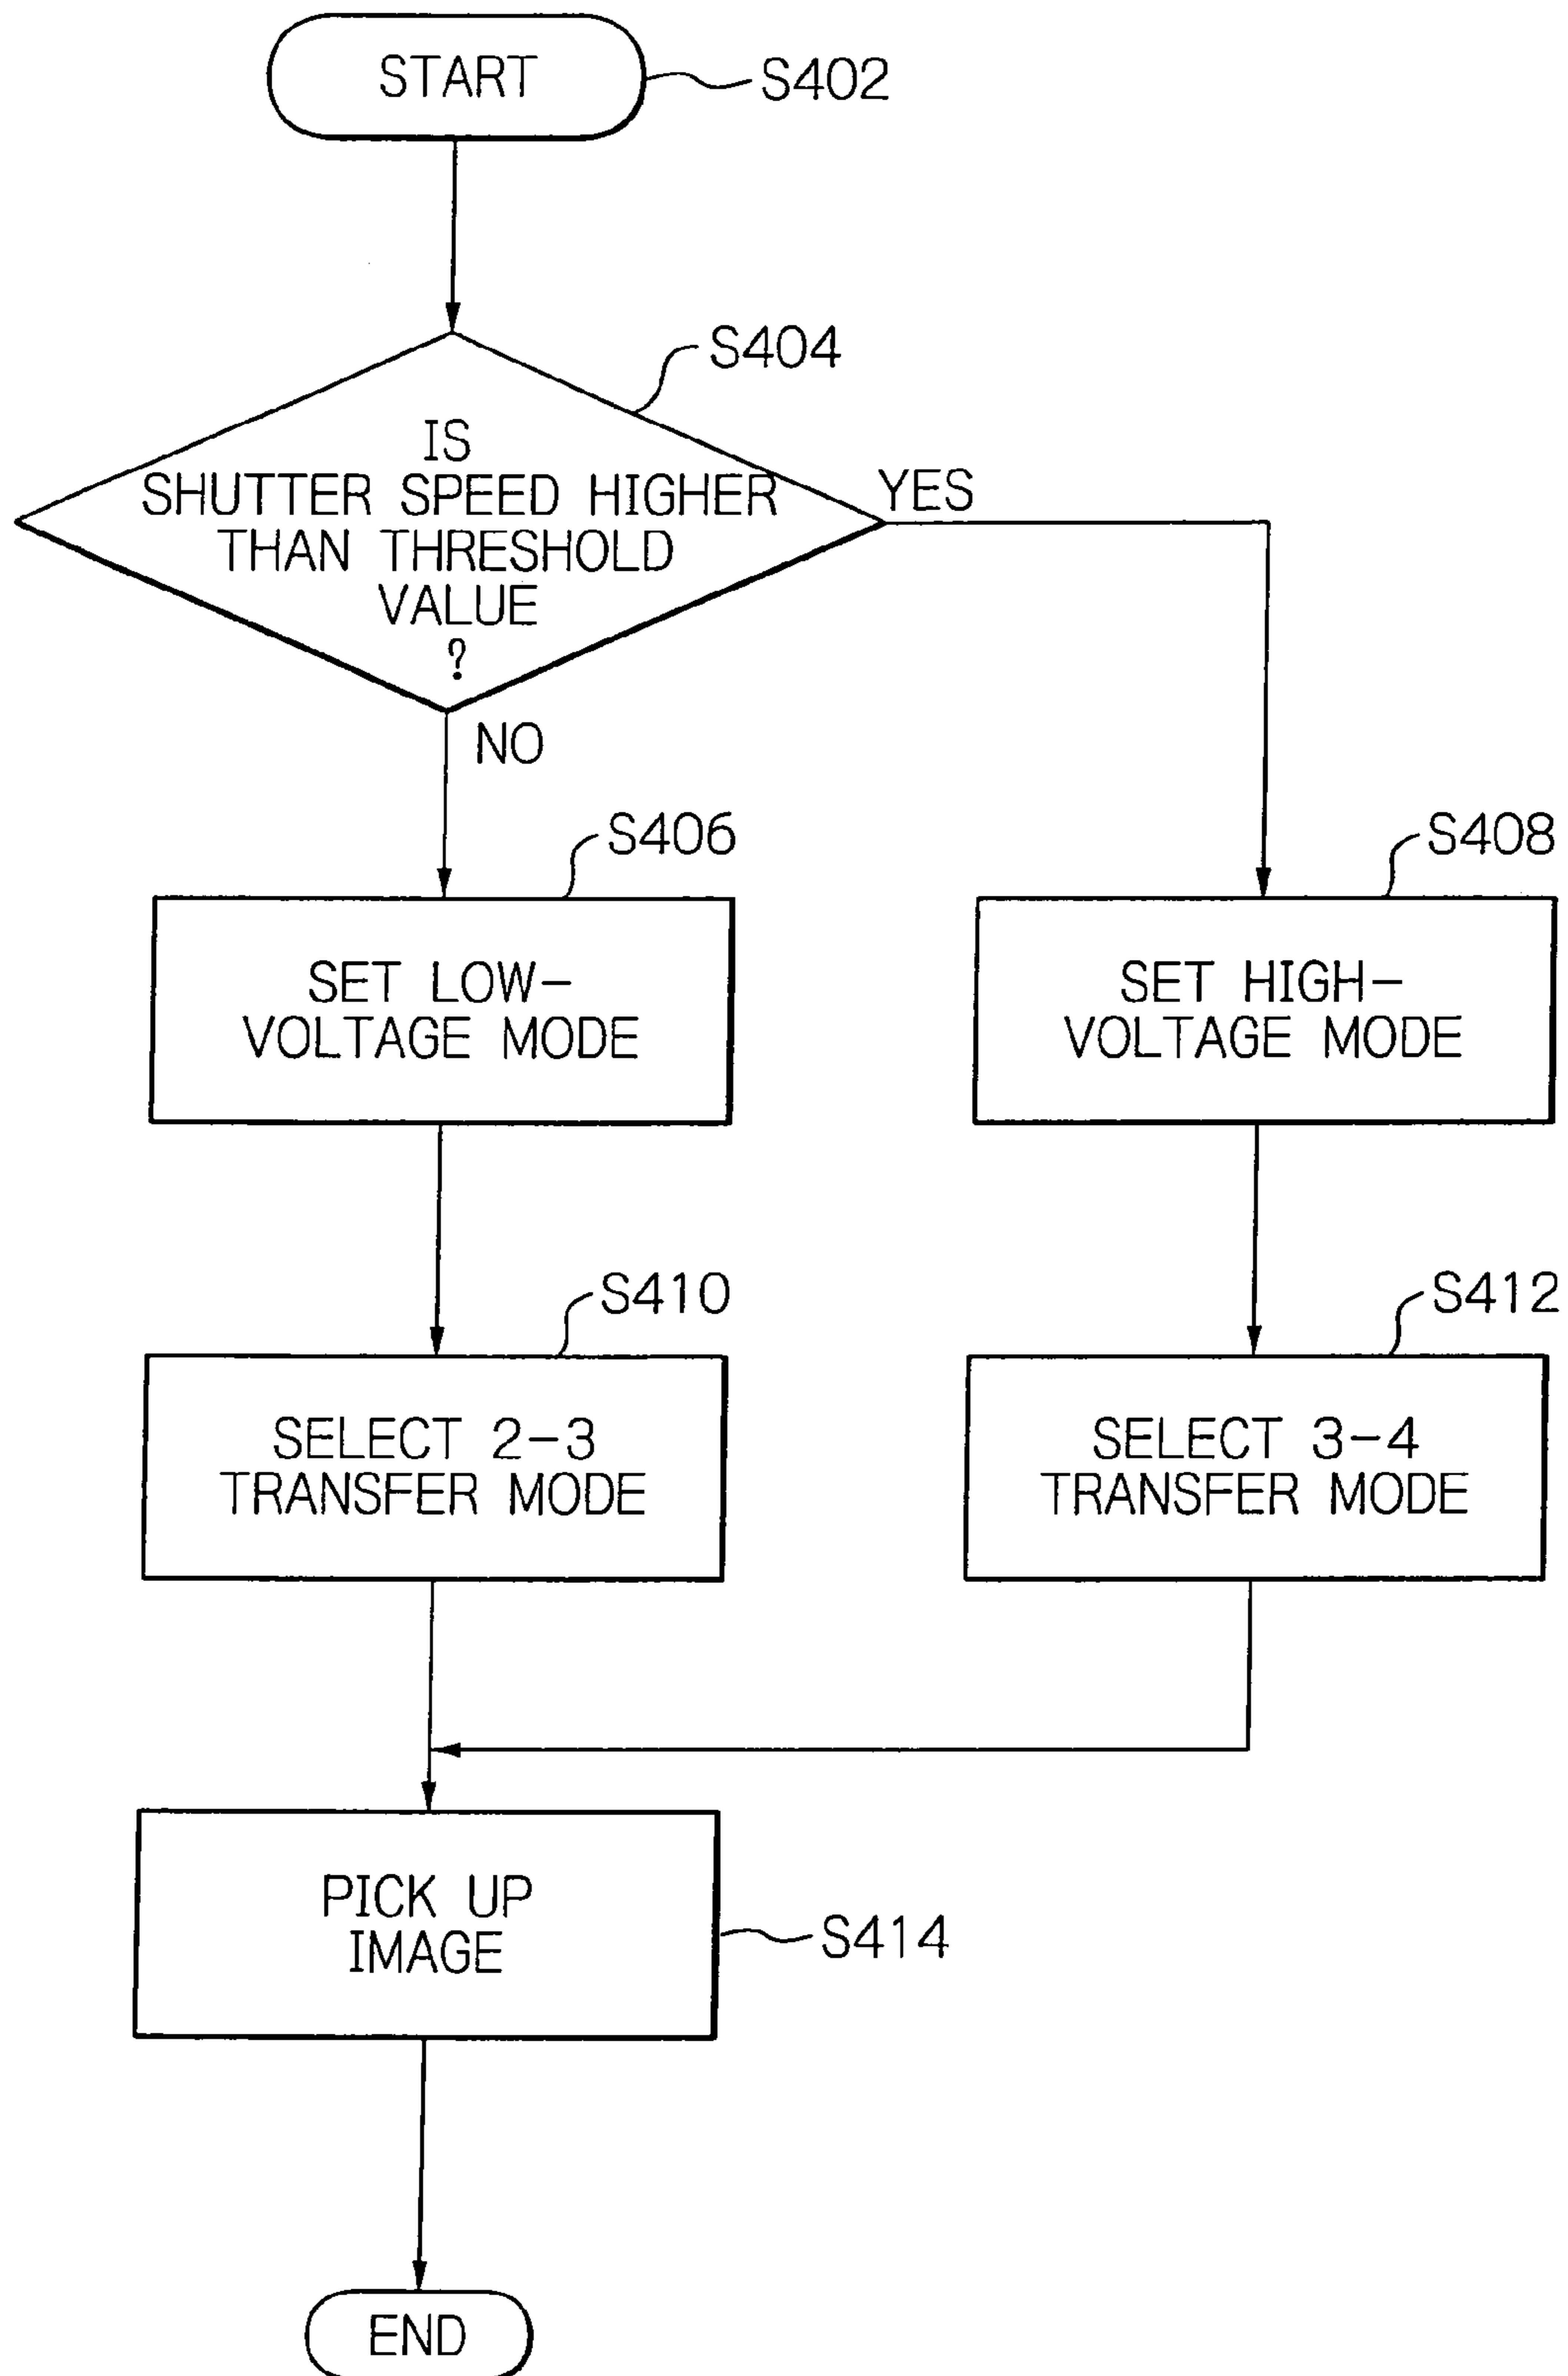 START
S402
S404
IS
SHUTTER SPEED HIGHER
THAN THRESHOLD
VALUE
?
YES
NO
S406
SET LOW-
VOLTAGE MODE
S408
SET HIGH-
VOLTAGE MODE
S410
SELECT 2-3
TRANSFER MODE
S412
SELECT 3-4
TRANSFER MODE
PICK UP
IMAGE
S414
END